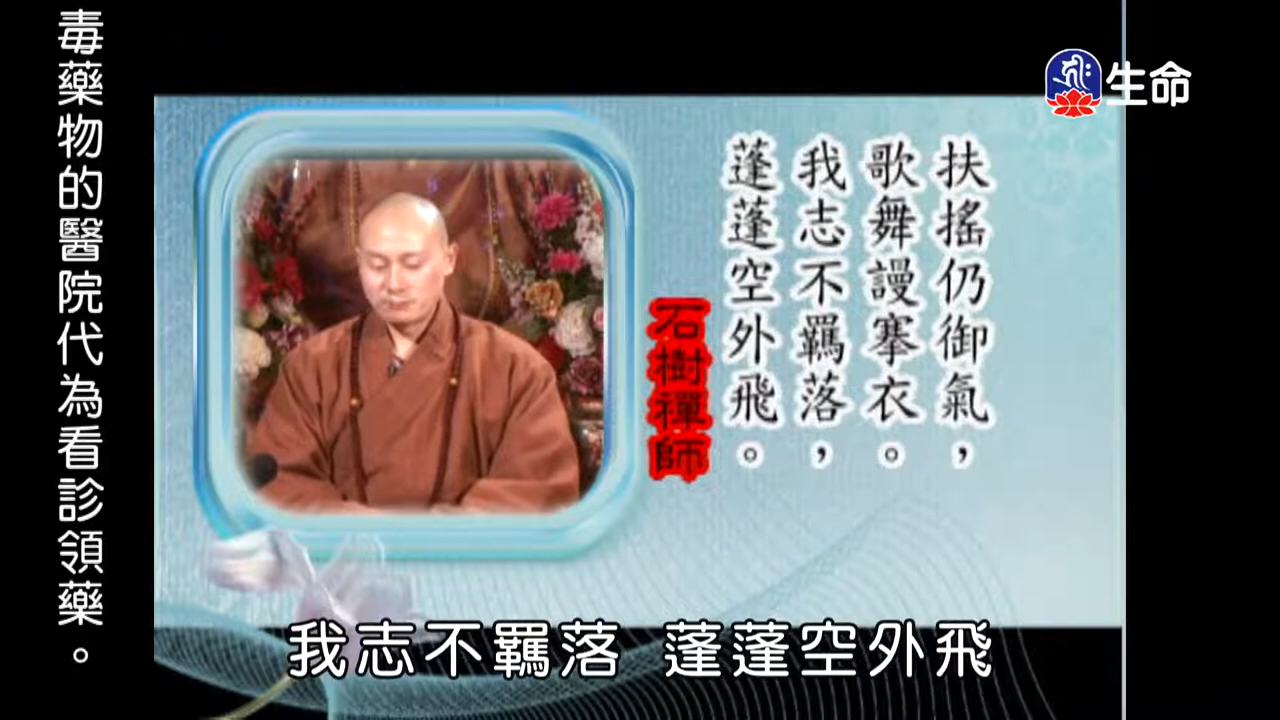 生命
扶搖仍御氣，
歌舞謾搴衣。
我志不羈落，
蓬蓬空外飛。
石樹禪師
毒藥物的醫院代為看診領藥。
我志不羈落 蓬蓬空外飛